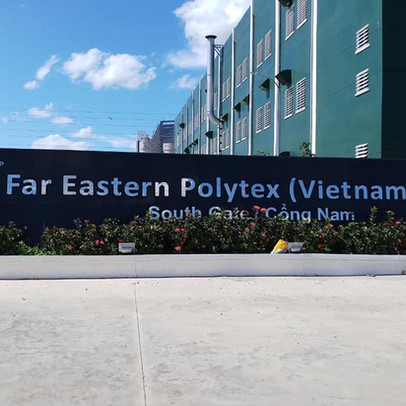 Far Eastern Polytex (Vietnam
South Gate - Cổng Nam